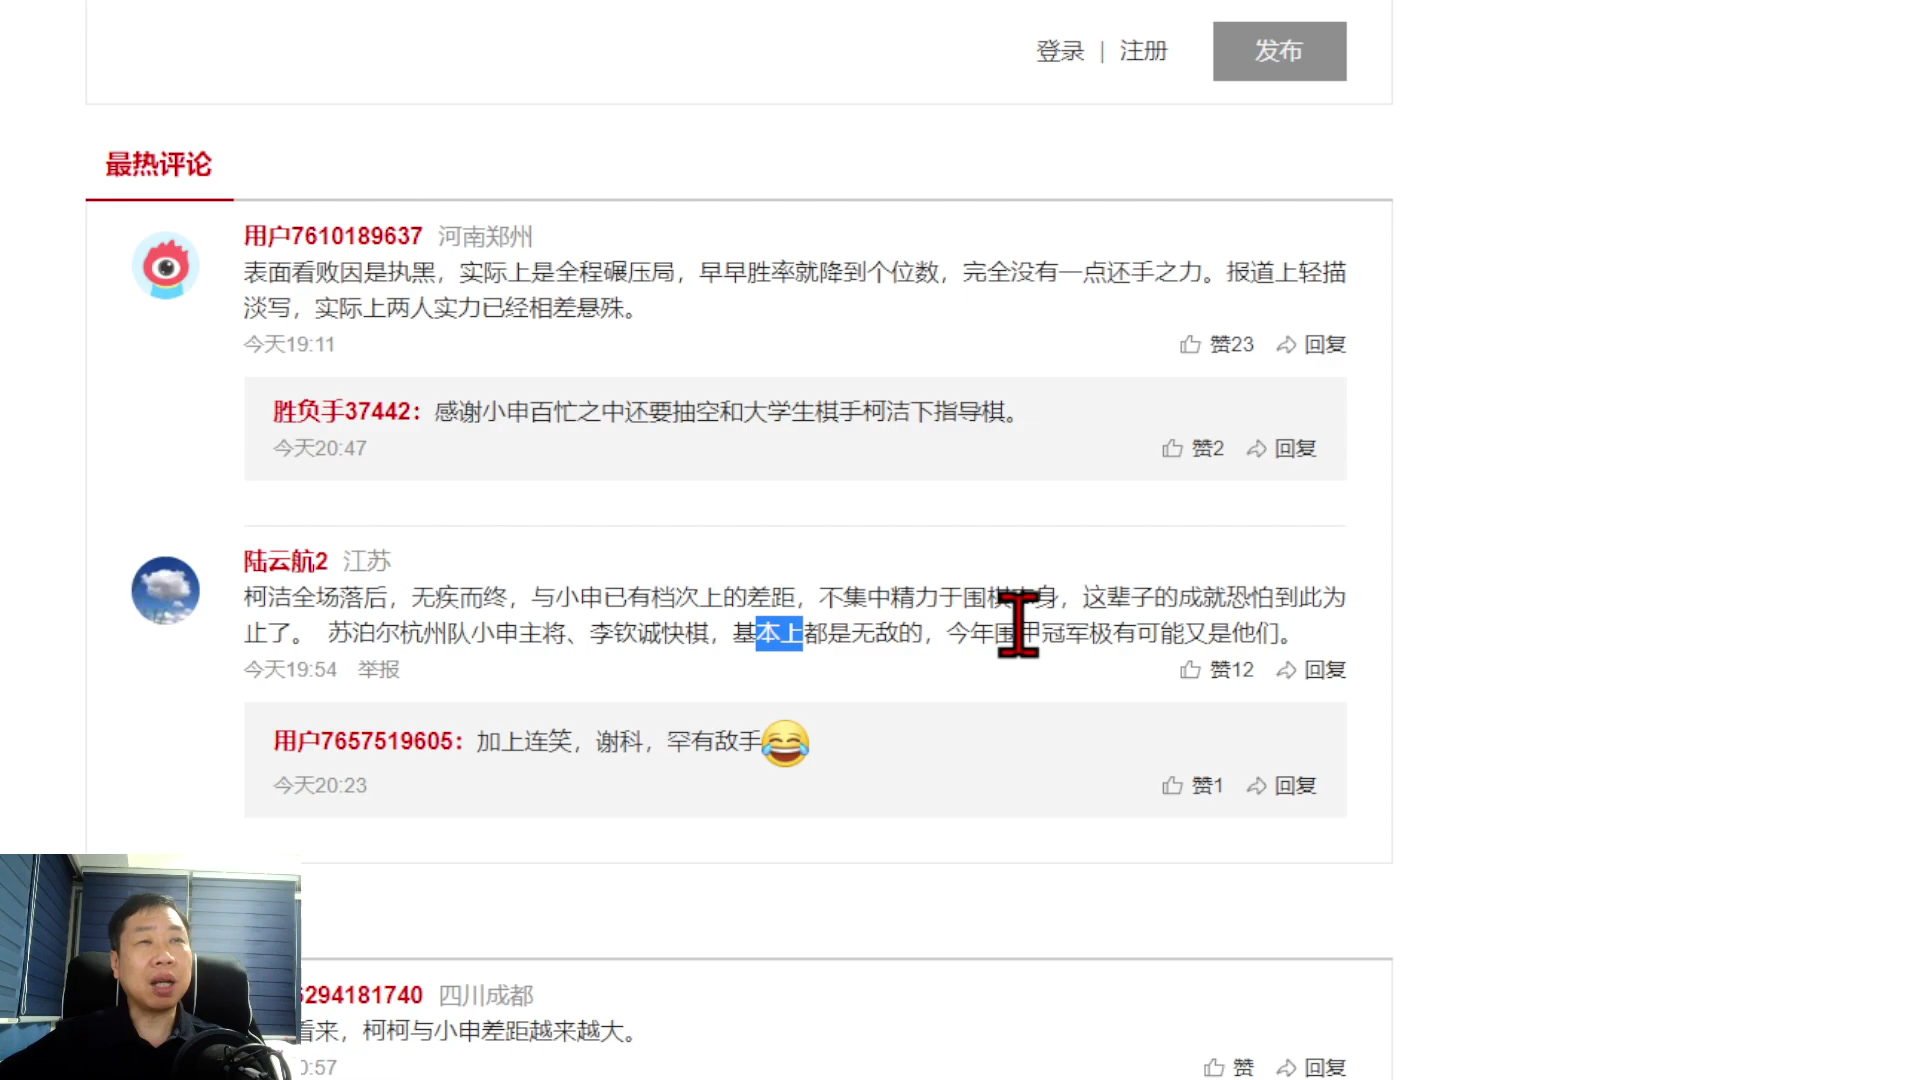 登录 | 注册 发布
最热评论
用户7610189637 河南郑州
表面看败因是执黑，实际上是全程碾压局，早早胜率就降到个位数，完全没有一点还手之力。报道上轻描
淡写，实际上两人实力已经相差悬殊。
今天19:11 赞23 回复
胜负手37442：感谢小申百忙之中还要抽空和大学生棋手柯洁下指导棋。
今天20:47 赞2 回复
陆云航2 江苏
柯洁全场落后，无疾而终，与小申已有档次上的差距，不集中精力于围棋本身，这辈子的成就恐怕到此为
止了。 苏泊尔杭州队小申主将、李钦诚快棋，基本上都是无敌的，今年围甲冠军极有可能又是他们。
今天19:54 举报 赞12 回复
用户7657519605：加上连笑，谢科，罕有敌手
今天20:23 赞1 回复
6294181740 四川成都
看来，柯柯与小申差距越来越大。
0:57 赞 回复